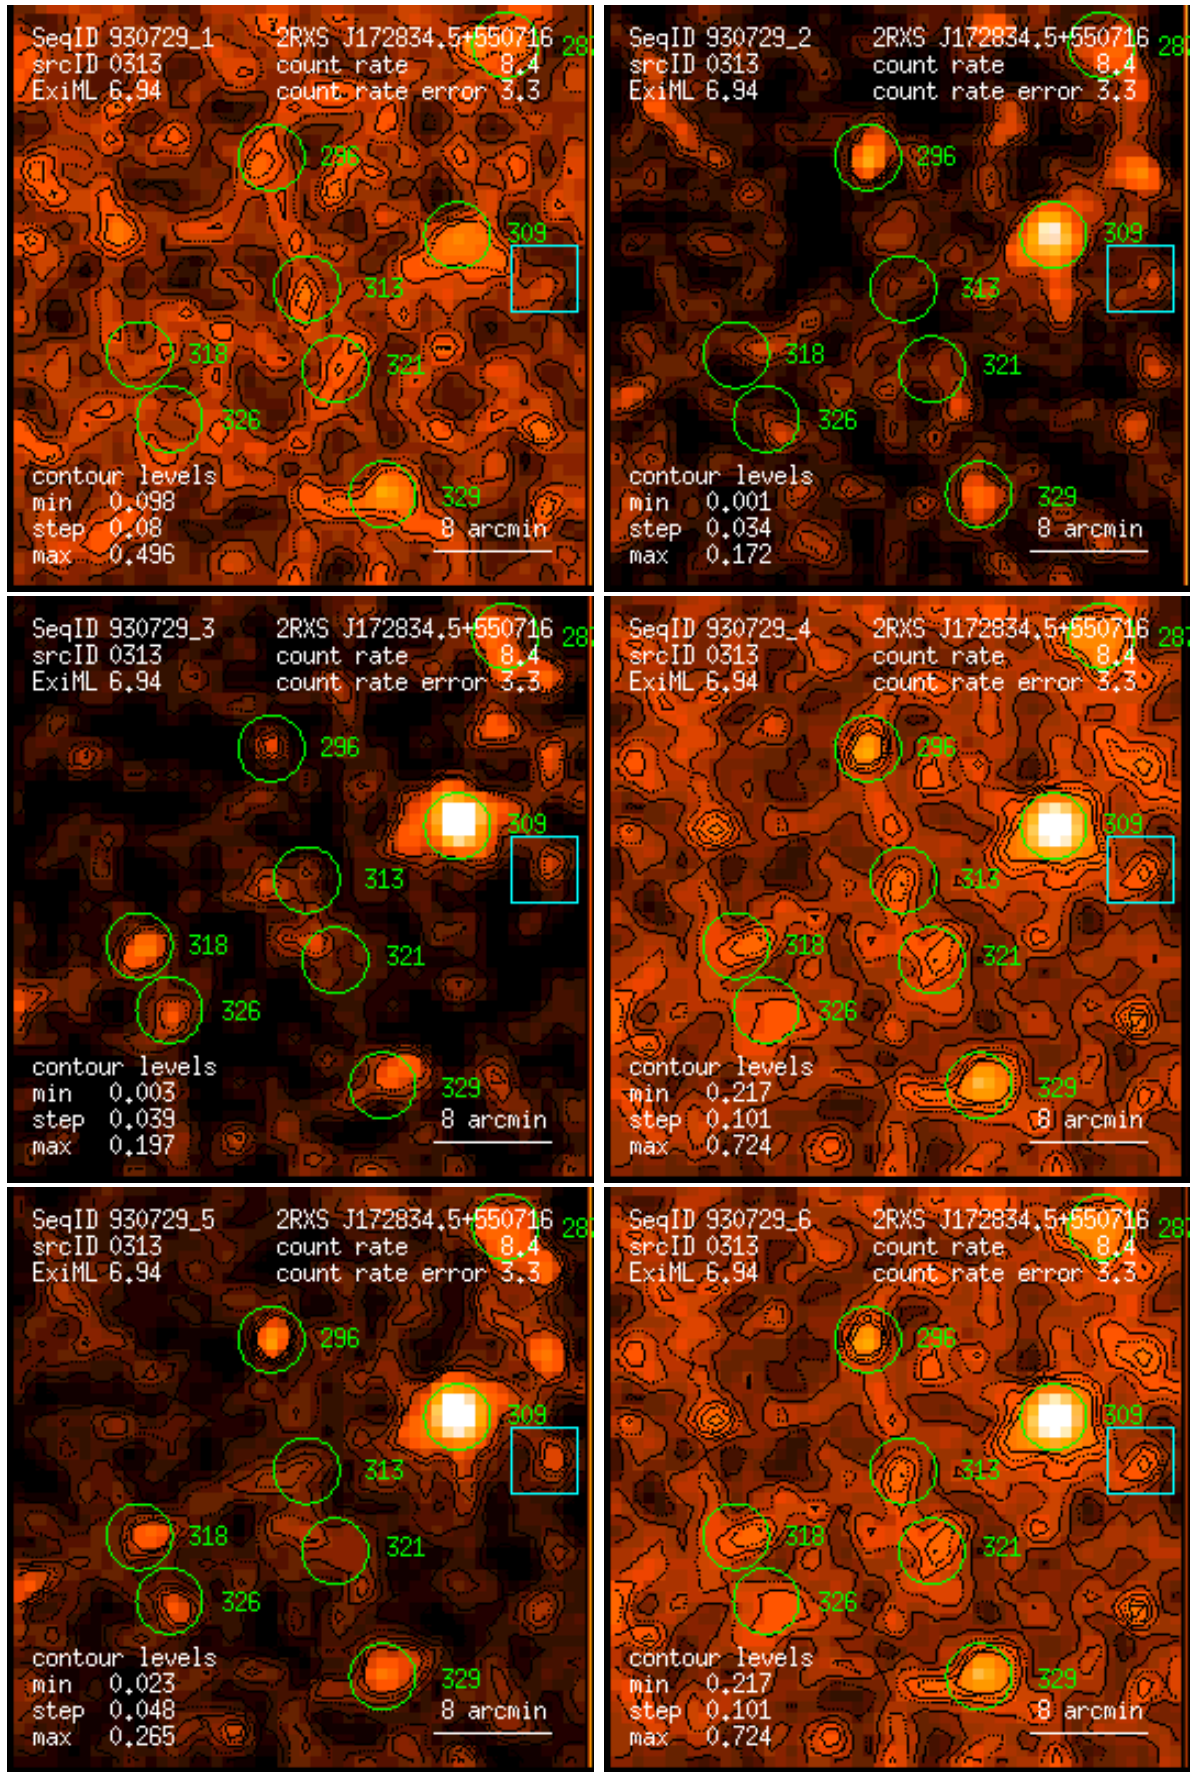 SeqID 930729_1 2RXS J172834.5+550716 287
srcID 0313 count rate 8.4
ExiML 6.94 count rate error 3.3
296
309
313
318
321
326
contour levels
min 0.098 329
step 0.08 8 arcmin
max 0.496
SeqID 930729_2 2RXS J172834.5+550716 287
srcID 0313 count rate 8.4
ExiML 6.94 count rate error 3.3
296
309
313
318
321
326
contour levels
min 0.001 329
step 0.034 8 arcmin
max 0.172
SeqID 930729_3 2RXS J172834.5+550716 287
srcID 0313 count rate 8.4
ExiML 6.94 count rate error 3.3
296
309
313
318
321
326
contour levels
min 0.003 329
step 0.039 8 arcmin
max 0.197
SeqID 930729_4 2RXS J172834.5+550716 287
srcID 0313 count rate 8.4
ExiML 6.94 count rate error 3.3
296
309
313
318
321
326
contour levels
min 0.217 329
step 0.101 8 arcmin
max 0.724
SeqID 930729_5 2RXS J172834.5+550716 287
srcID 0313 count rate 8.4
ExiML 6.94 count rate error 3.3
296
309
313
318
321
326
contour levels
min 0.023 329
step 0.048 8 arcmin
max 0.265
SeqID 930729_6 2RXS J172834.5+550716 287
srcID 0313 count rate 8.4
ExiML 6.94 count rate error 3.3
296
309
313
318
321
326
contour levels
min 0.217 329
step 0.101 8 arcmin
max 0.724